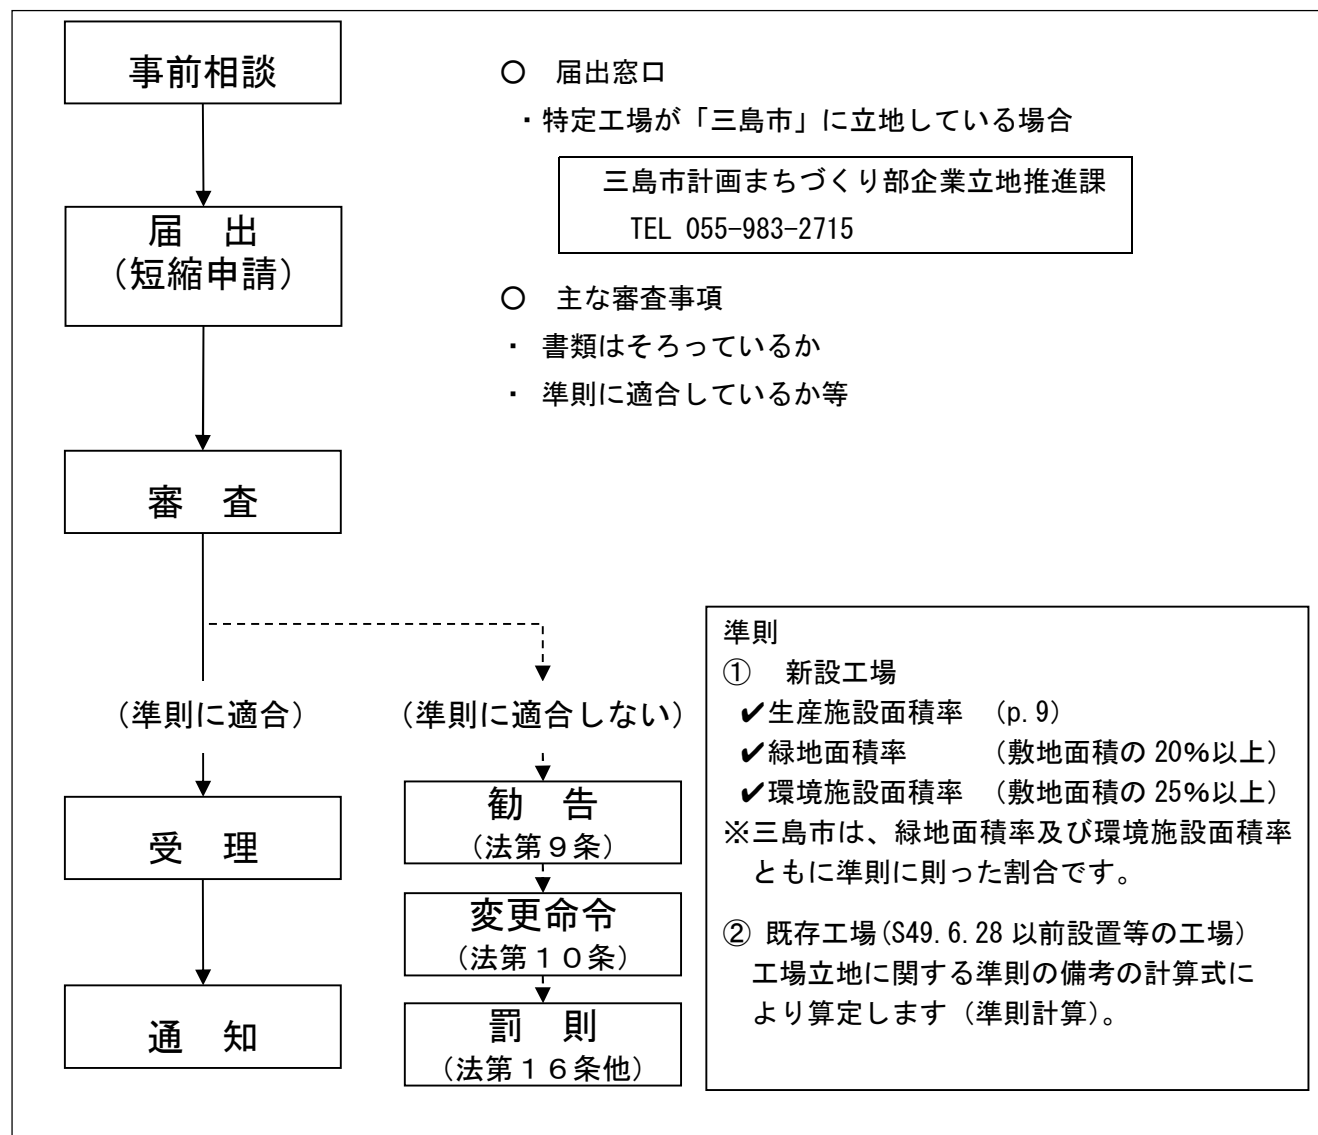 事前相談
届　出
（短縮申請）
審　査
（準則に適合）
受　理
通　知
（準則に適合しない）
勧　告
（法第９条）
変更命令
（法第１０条）
罰　則
（法第１６条他）
○　届出窓口
・特定工場が「三島市」に立地している場合
三島市計画まちづくり部企業立地推進課
TEL 055-983-2715
○　主な審査事項
・ 書類はそろっているか
・ 準則に適合しているか等
準則
①　新設工場
✔生産施設面積率　（p.9）
✔緑地面積率　　　（敷地面積の 20%以上）
✔環境施設面積率　（敷地面積の 25%以上）
※三島市は、緑地面積率及び環境施設面積率
ともに準則に則った割合です。
② 既存工場(S49.6.28 以前設置等の工場)
工場立地に関する準則の備考の計算式に
より算定します（準則計算）。